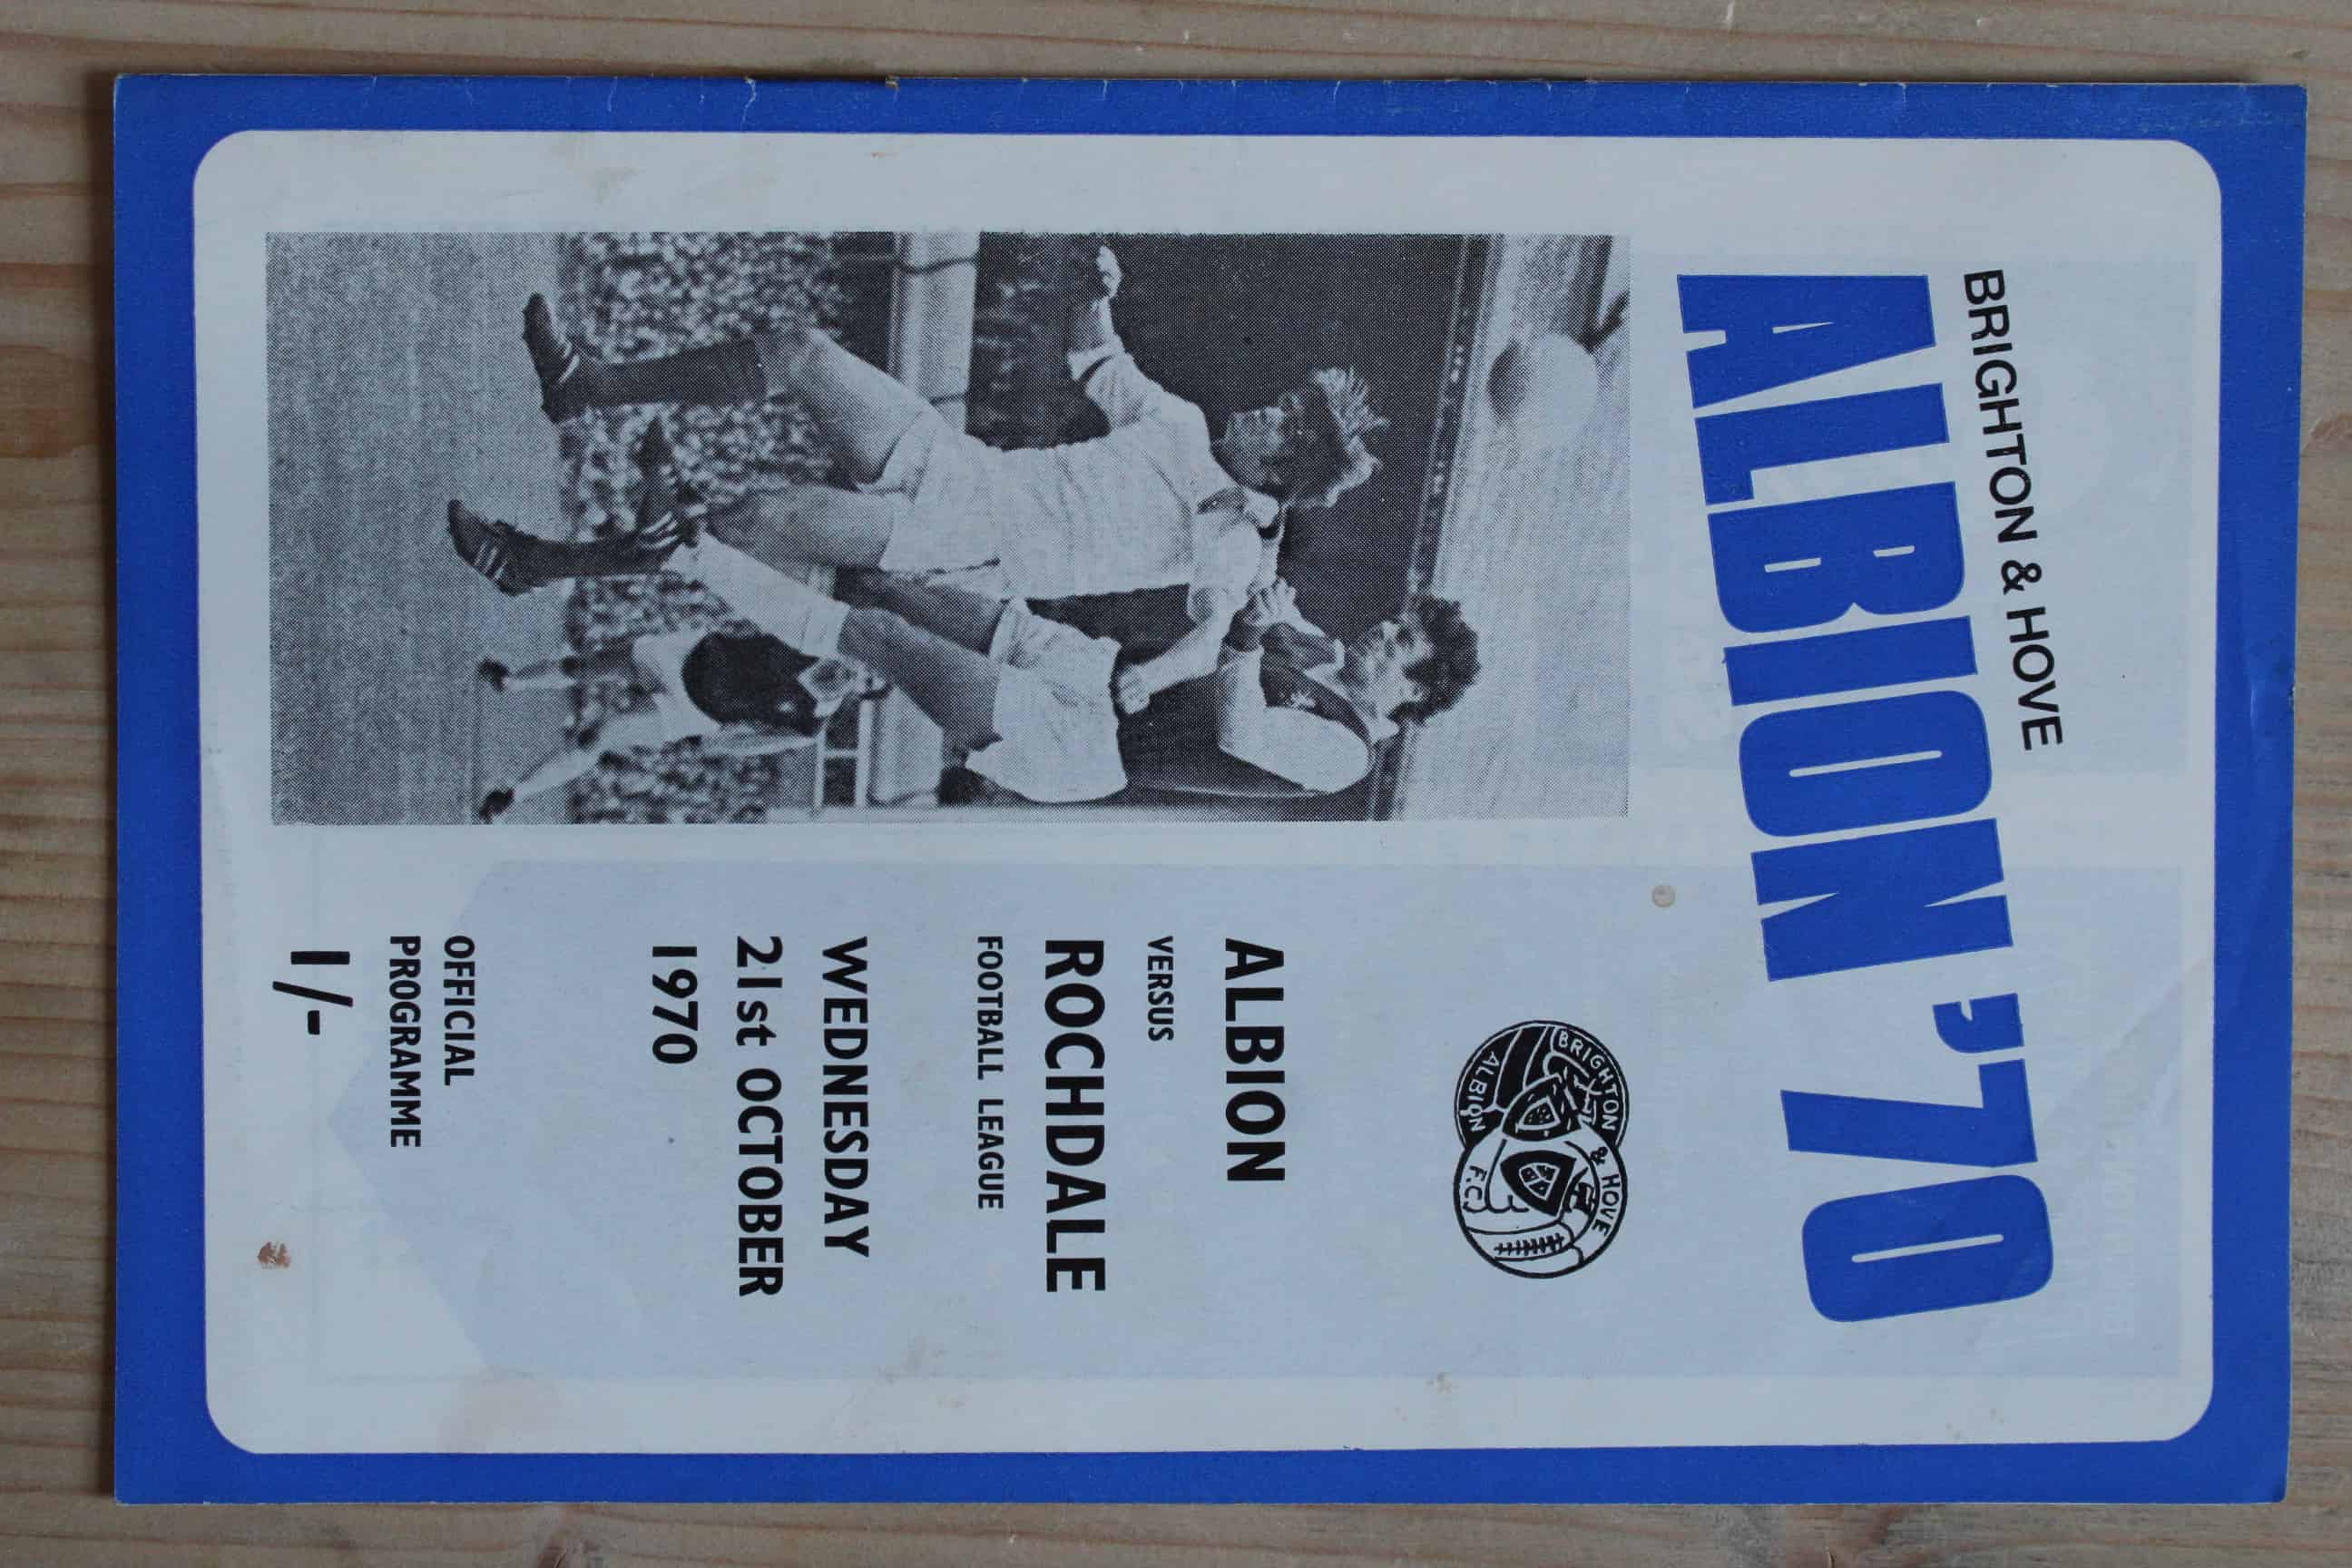 BRIGHTON & HOVE
ALBION '70
BRIGHTON & HOVE
ALBION F.C.
ALBION
VERSUS
ROCHDALE
FOOTBALL LEAGUE
WEDNESDAY
21st OCTOBER
1970
OFFICIAL
PROGRAMME
1/-